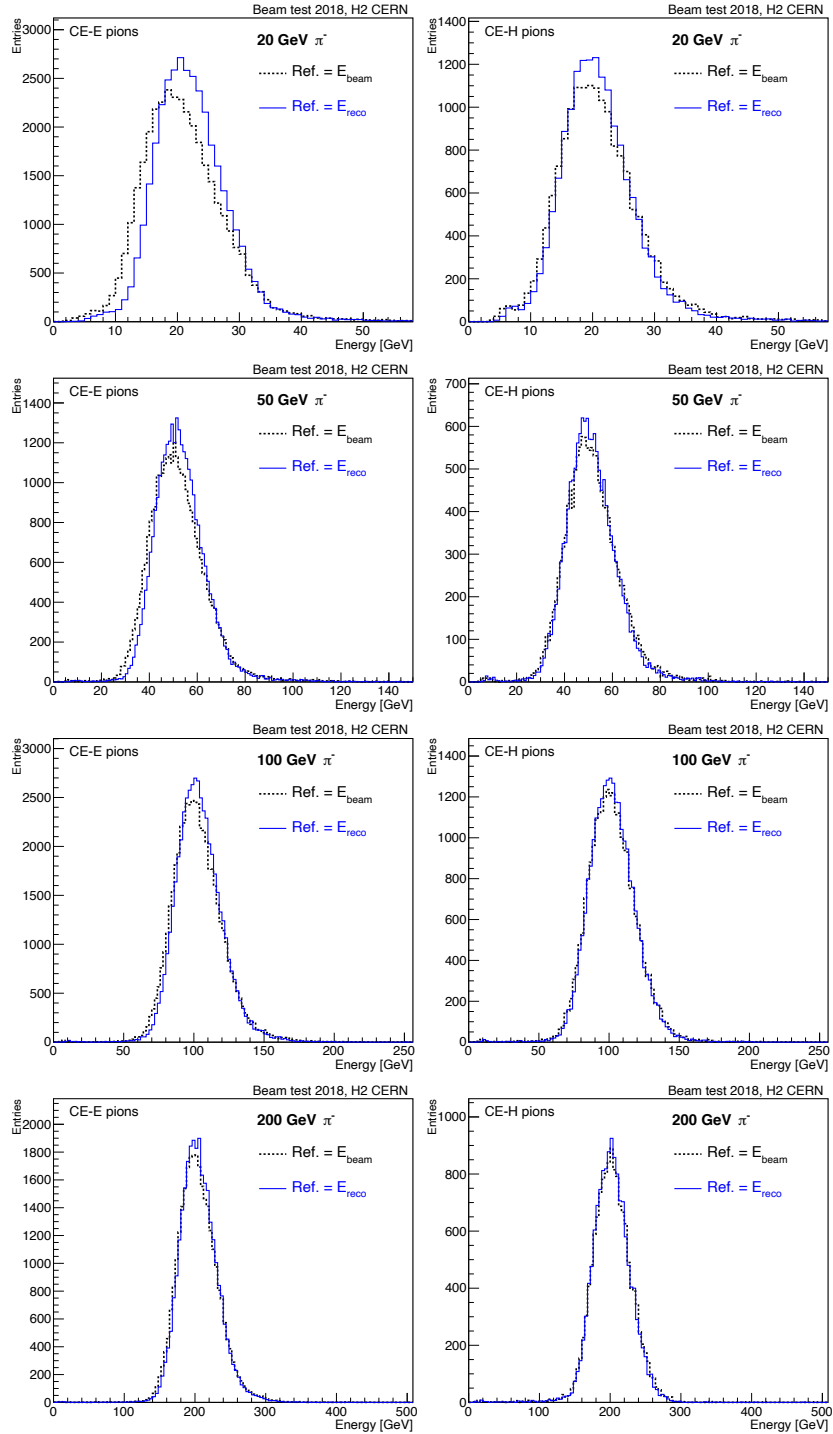 Beam test 2018, H2 CERN
Entries
CE-E pions
20 GeV π⁻
Ref. = E_beam
Ref. = E_reco
3000
2500
2000
1500
1000
500
0
0 10 20 30 40 50
Energy [GeV]
Beam test 2018, H2 CERN
Entries
CE-H pions
20 GeV π⁻
Ref. = E_beam
Ref. = E_reco
1400
1200
1000
800
600
400
200
0
0 10 20 30 40 50
Energy [GeV]
Beam test 2018, H2 CERN
Entries
CE-E pions
50 GeV π⁻
Ref. = E_beam
Ref. = E_reco
1400
1200
1000
800
600
400
200
0
0 20 40 60 80 100 120 140
Energy [GeV]
Beam test 2018, H2 CERN
Entries
CE-H pions
50 GeV π⁻
Ref. = E_beam
Ref. = E_reco
700
600
500
400
300
200
100
0
0 20 40 60 80 100 120 140
Energy [GeV]
Beam test 2018, H2 CERN
Entries
CE-E pions
100 GeV π⁻
Ref. = E_beam
Ref. = E_reco
3000
2500
2000
1500
1000
500
0
0 50 100 150 200 250
Energy [GeV]
Beam test 2018, H2 CERN
Entries
CE-H pions
100 GeV π⁻
Ref. = E_beam
Ref. = E_reco
1400
1200
1000
800
600
400
200
0
0 50 100 150 200 250
Energy [GeV]
Beam test 2018, H2 CERN
Entries
CE-E pions
200 GeV π⁻
Ref. = E_beam
Ref. = E_reco
2000
1800
1600
1400
1200
1000
800
600
400
200
0
0 100 200 300 400 500
Energy [GeV]
Beam test 2018, H2 CERN
Entries
CE-H pions
200 GeV π⁻
Ref. = E_beam
Ref. = E_reco
1000
800
600
400
200
0
0 100 200 300 400 500
Energy [GeV]